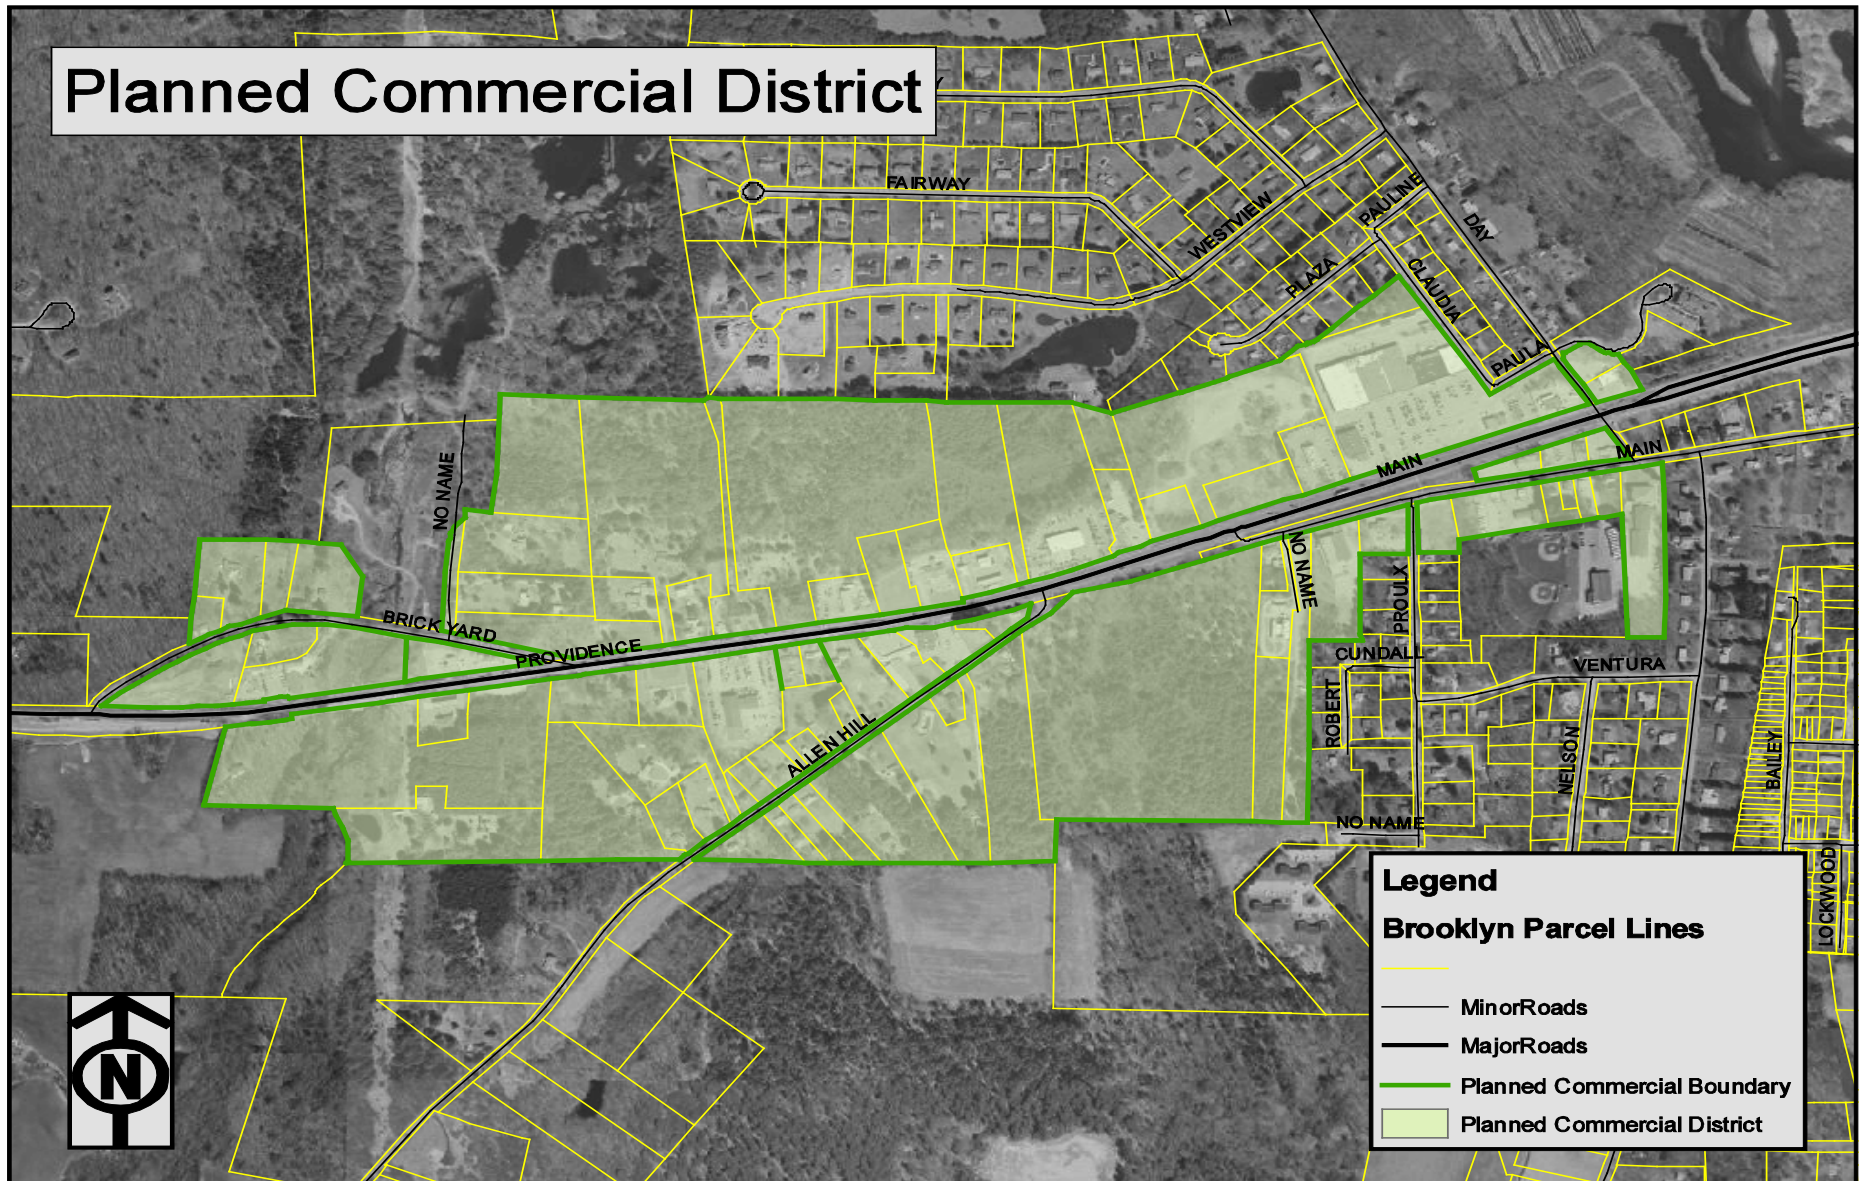 Planned Commercial District
Y
FAIRWAY
WESTVIEW
PAULINE
DAY
PLAZA
CLAUDIA
PAULA
MAIN
MAIN
NO NAME
NO NAME
BRICK YARD
PROVIDENCE
PROULX
CUNDALL
VENTURA
ROBERT
ALLEN HILL
NELSON
BAILEY
NO NAME
LOCKWOOD
Legend
Brooklyn Parcel Lines
MinorRoads
MajorRoads
Planned Commercial Boundary
Planned Commercial District
N